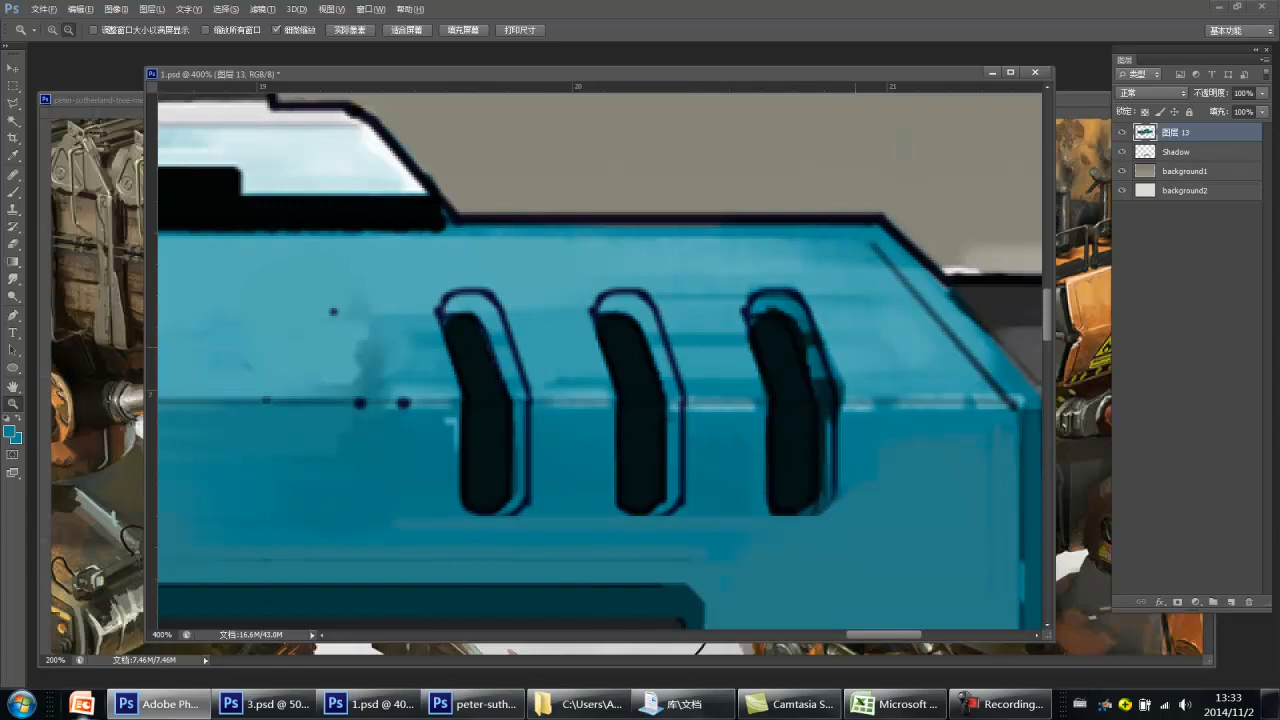 Ps 文件(F) 编辑(E) 图像(I) 图层(L) 文字(Y) 选择(S) 滤镜(T) 3D(D) 视图(V) 窗口(W) 帮助(H)
调整窗口大小以满屏显示 缩放所有窗口 细微缩放 实际像素 适合屏幕 填充屏幕 打印尺寸 基本功能
1.psd @ 400% (图层 13, RGB/8) *
19 20 21
peter-sutherland-tree-me
图层
类型
正常 不透明度: 100%
锁定: 填充: 100%
图层 13
Shadow
background1
background2
400% 文档:16.6M/43.0M
200% 文档:7.46M/7.46M
Adobe Ph... 3.psd @ 50... 1.psd @ 40... peter-suth... C:\Users\A... 库\文档 Camtasia S... Microsoft ... Recording...
13:33
2014/11/2